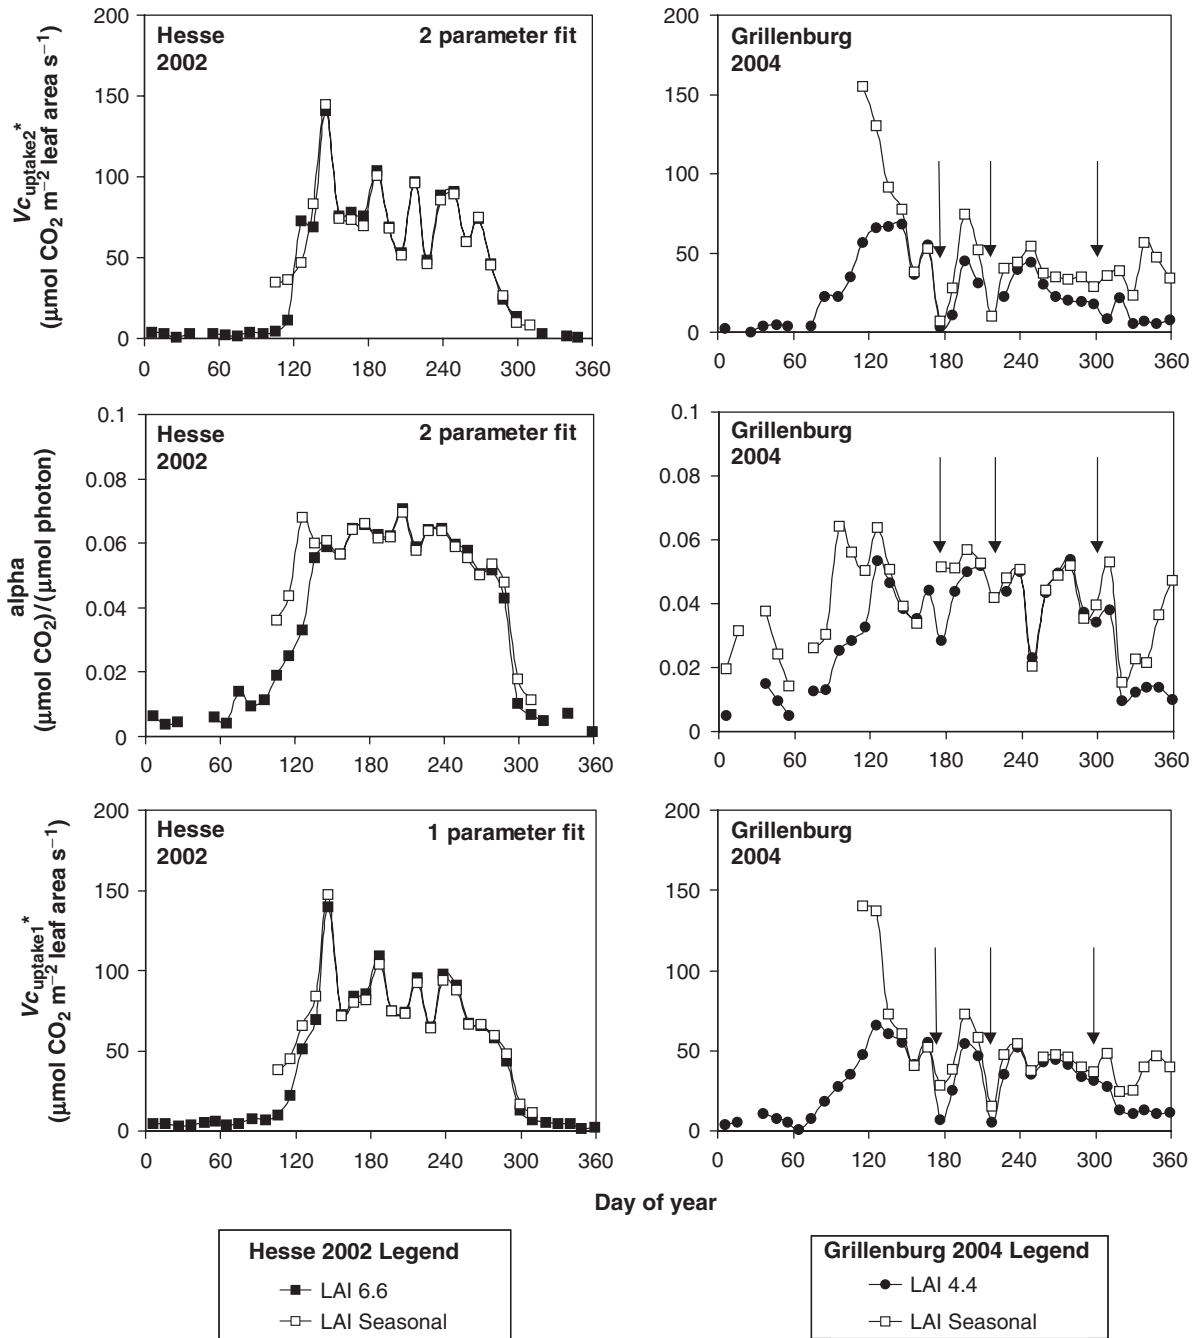 Vc_uptake2*
(μmol CO₂ m⁻² leaf area s⁻¹)
200
150
100
50
0
Hesse
2002
2 parameter fit
0 60 120 180 240 300 360
200
150
100
50
0
Grillenburg
2004
0 60 120 180 240 300 360
alpha
(μmol CO₂)/(μmol photon)
0.1
0.08
0.06
0.04
0.02
0
Hesse
2002
2 parameter fit
0 60 120 180 240 300 360
0.1
0.08
0.06
0.04
0.02
0
Grillenburg
2004
0 60 120 180 240 300 360
Vc_uptake1*
(μmol CO₂ m⁻² leaf area s⁻¹)
200
150
100
50
0
Hesse
2002
1 parameter fit
0 60 120 180 240 300 360
200
150
100
50
0
Grillenburg
2004
0 60 120 180 240 300 360
Day of year
Hesse 2002 Legend
LAI 6.6
LAI Seasonal
Grillenburg 2004 Legend
LAI 4.4
LAI Seasonal